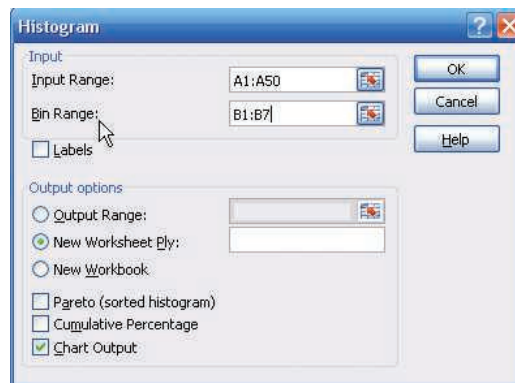 Histogram
Input
Input Range: A1:A50
Bin Range: B1:B7
Labels
OK
Cancel
Help
Output options
Output Range:
New Worksheet Ply:
New Workbook
Pareto (sorted histogram)
Cumulative Percentage
Chart Output